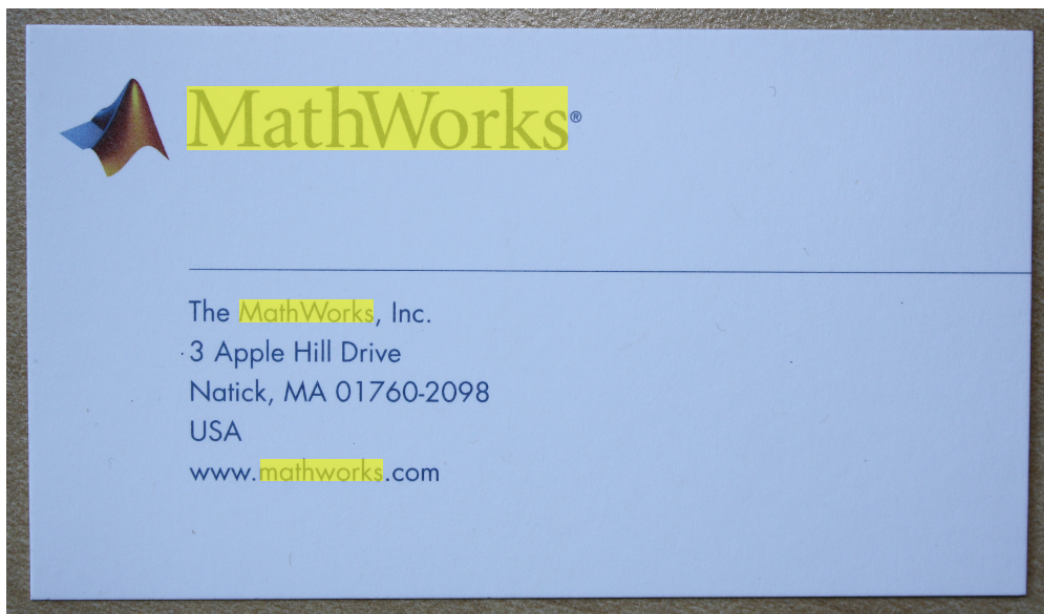 MathWorks®
The MathWorks, Inc.
3 Apple Hill Drive
Natick, MA 01760-2098
USA
www.mathworks.com